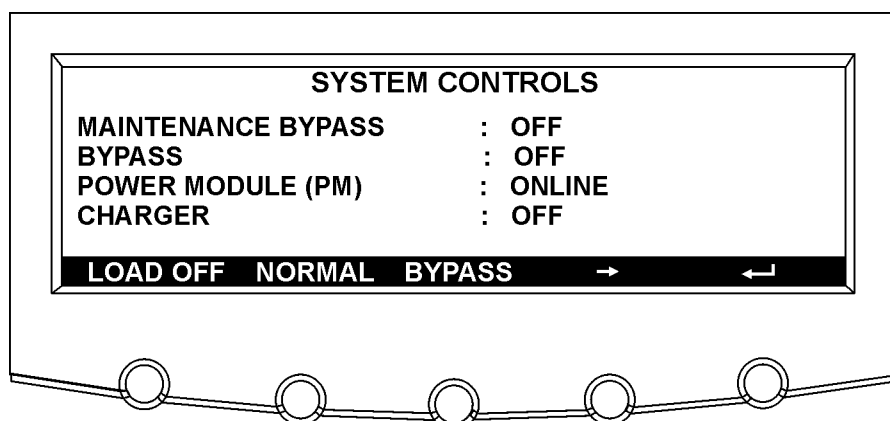 SYSTEM CONTROLS
MAINTENANCE BYPASS : OFF
BYPASS : OFF
POWER MODULE (PM) : ONLINE
CHARGER : OFF
LOAD OFF NORMAL BYPASS → ↵